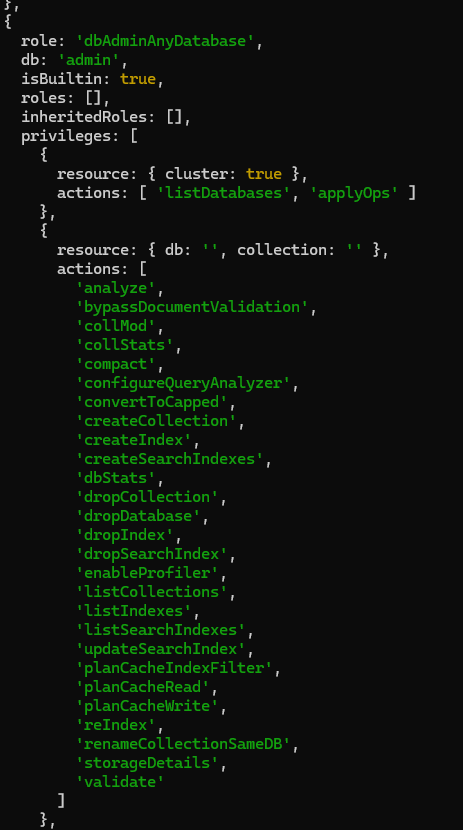 },
{
  role: 'dbAdminAnyDatabase',
  db: 'admin',
  isBuiltin: true,
  roles: [],
  inheritedRoles: [],
  privileges: [
    {
      resource: { cluster: true },
      actions: [ 'listDatabases', 'applyOps' ]
    },
    {
      resource: { db: '', collection: '' },
      actions: [
        'analyze',
        'bypassDocumentValidation',
        'collMod',
        'collStats',
        'compact',
        'configureQueryAnalyzer',
        'convertToCapped',
        'createCollection',
        'createIndex',
        'createSearchIndexes',
        'dbStats',
        'dropCollection',
        'dropDatabase',
        'dropIndex',
        'dropSearchIndex',
        'enableProfiler',
        'listCollections',
        'listIndexes',
        'listSearchIndexes',
        'updateSearchIndex',
        'planCacheIndexFilter',
        'planCacheRead',
        'planCacheWrite',
        'reIndex',
        'renameCollectionSameDB',
        'storageDetails',
        'validate'
      ]
    },